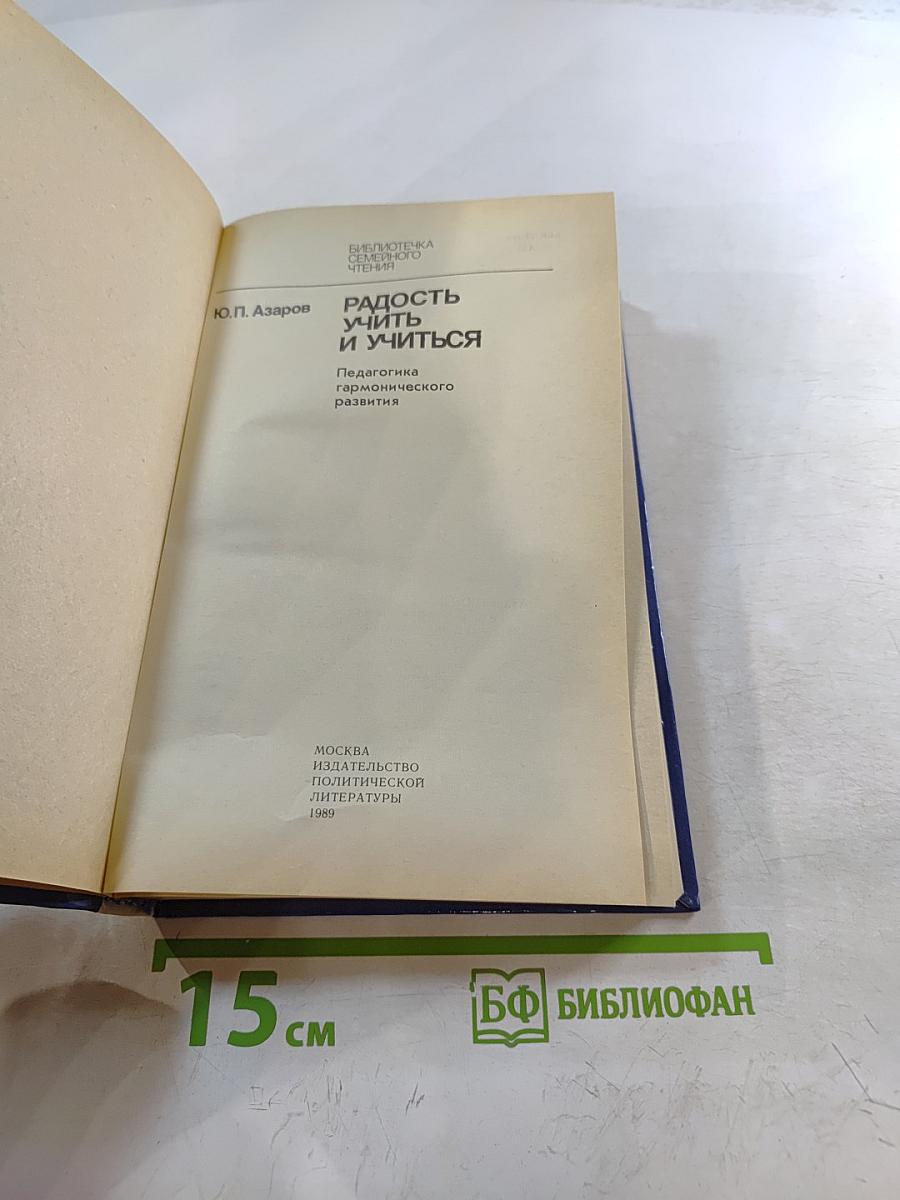 БИБЛИОТЕЧКА
СЕМЕЙНОГО
ЧТЕНИЯ
Ю.П. Азаров
РАДОСТЬ
УЧИТЬ
И УЧИТЬСЯ
Педагогика
гармонического
развития
МОСКВА
ИЗДАТЕЛЬСТВО
ПОЛИТИЧЕСКОЙ
ЛИТЕРАТУРЫ
1989
15 см
БФ БИБЛИОФАН